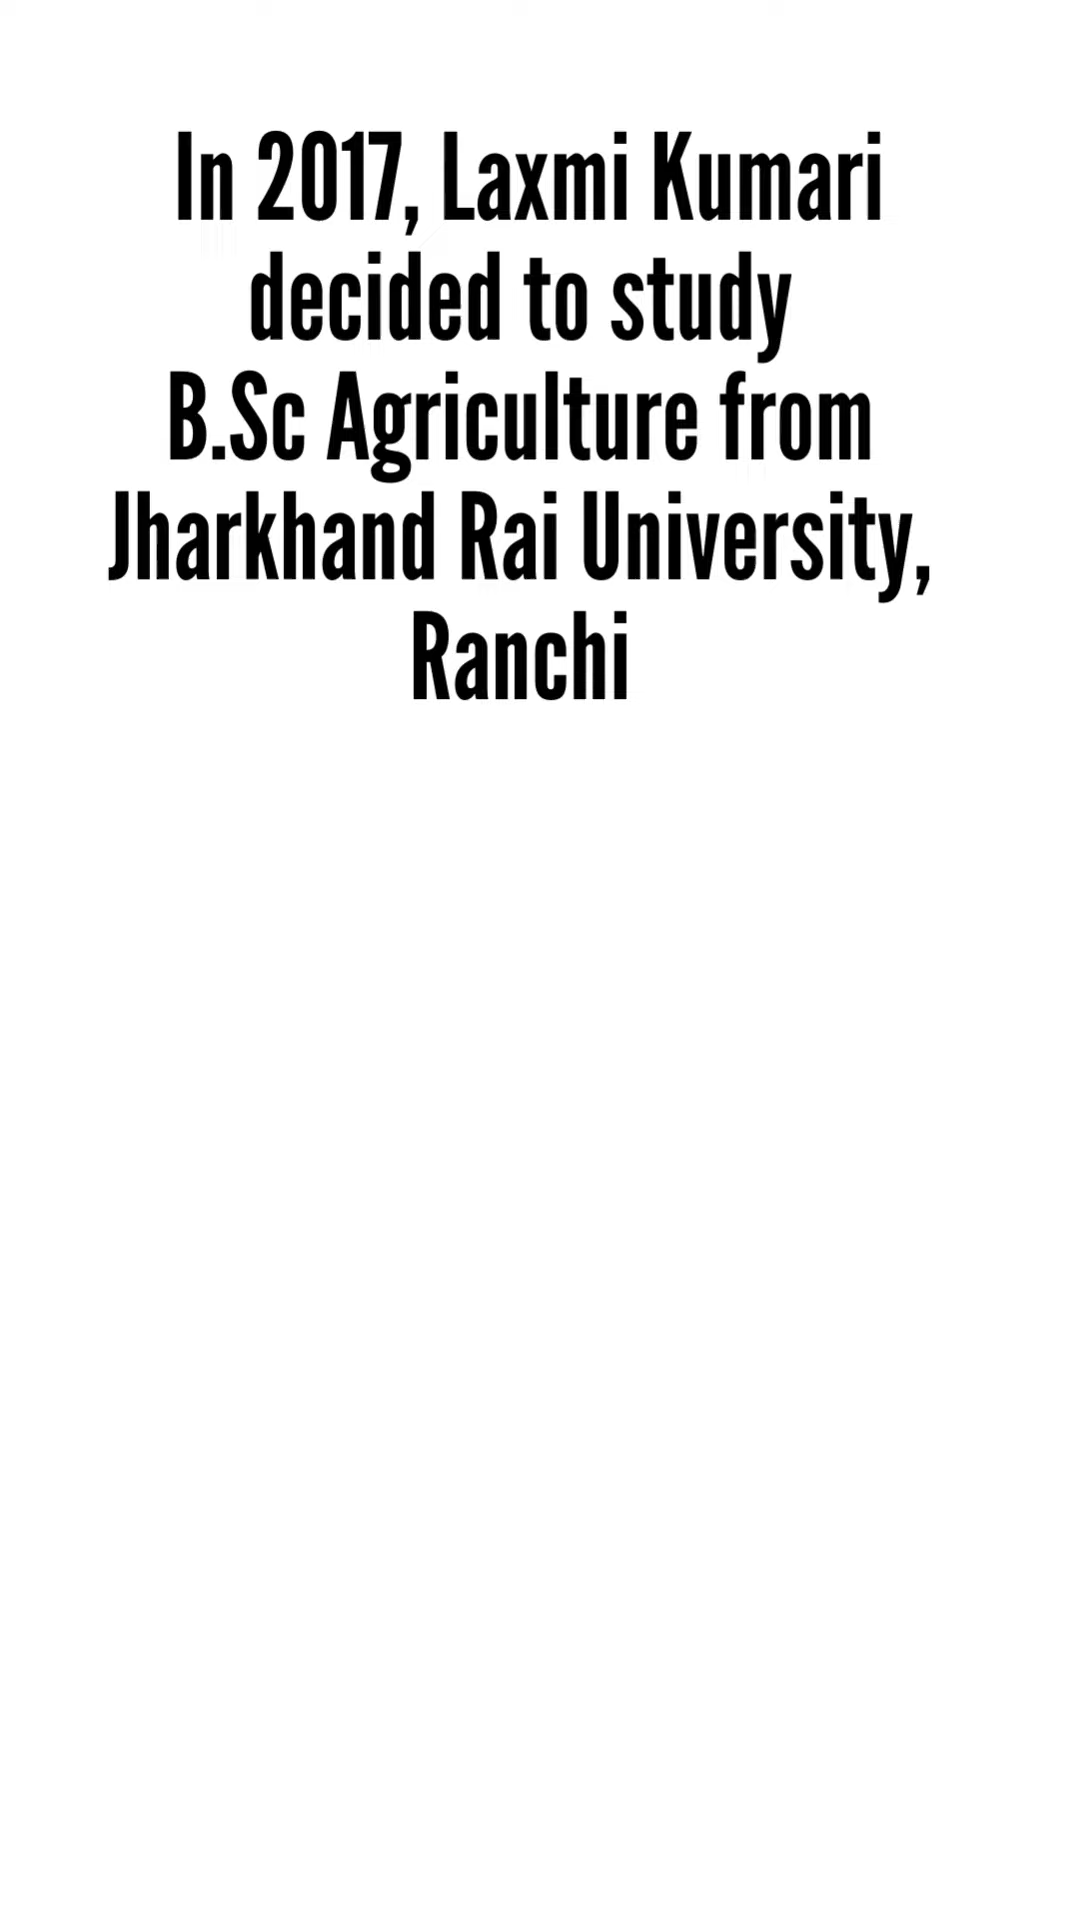 In 2017, Laxmi Kumari
decided to study
B.Sc Agriculture from
Jharkhand Rai University,
Ranchi